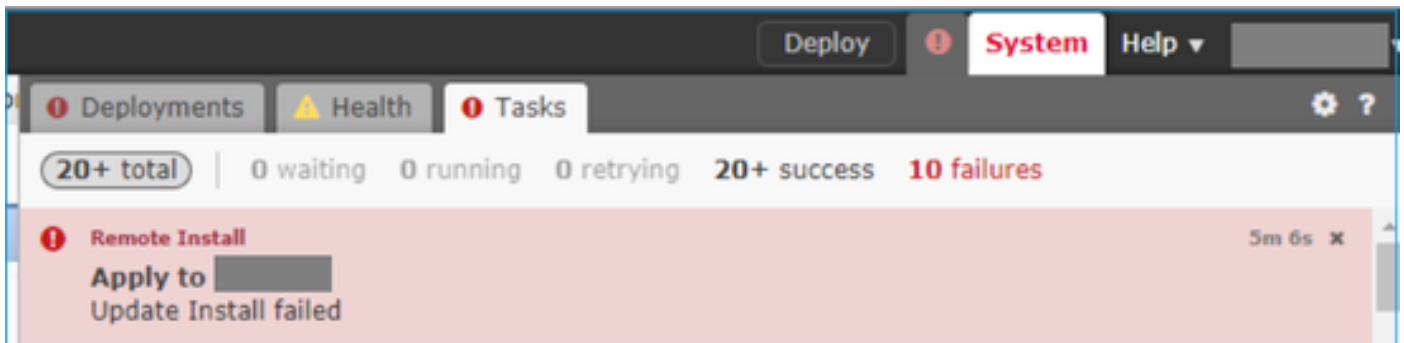 Deploy System Help
Deployments Health Tasks ?
20+ total 0 waiting 0 running 0 retrying 20+ success 10 failures
Remote Install 5m 6s
Apply to
Update Install failed